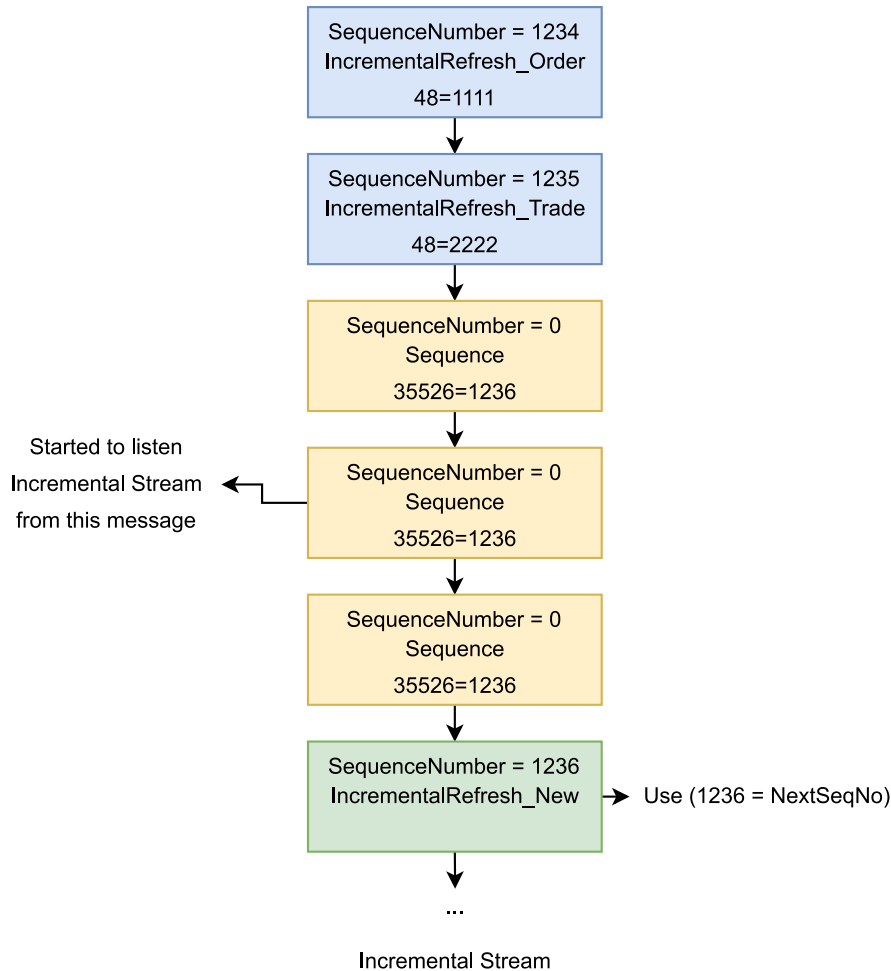 SequenceNumber = 1234
IncrementalRefresh_Order
48=1111
SequenceNumber = 1235
IncrementalRefresh_Trade
48=2222
SequenceNumber = 0
Sequence
35526=1236
Started to listen
Incremental Stream
from this message
SequenceNumber = 0
Sequence
35526=1236
SequenceNumber = 0
Sequence
35526=1236
SequenceNumber = 1236
IncrementalRefresh_New
Use (1236 = NextSeqNo)
...
Incremental Stream